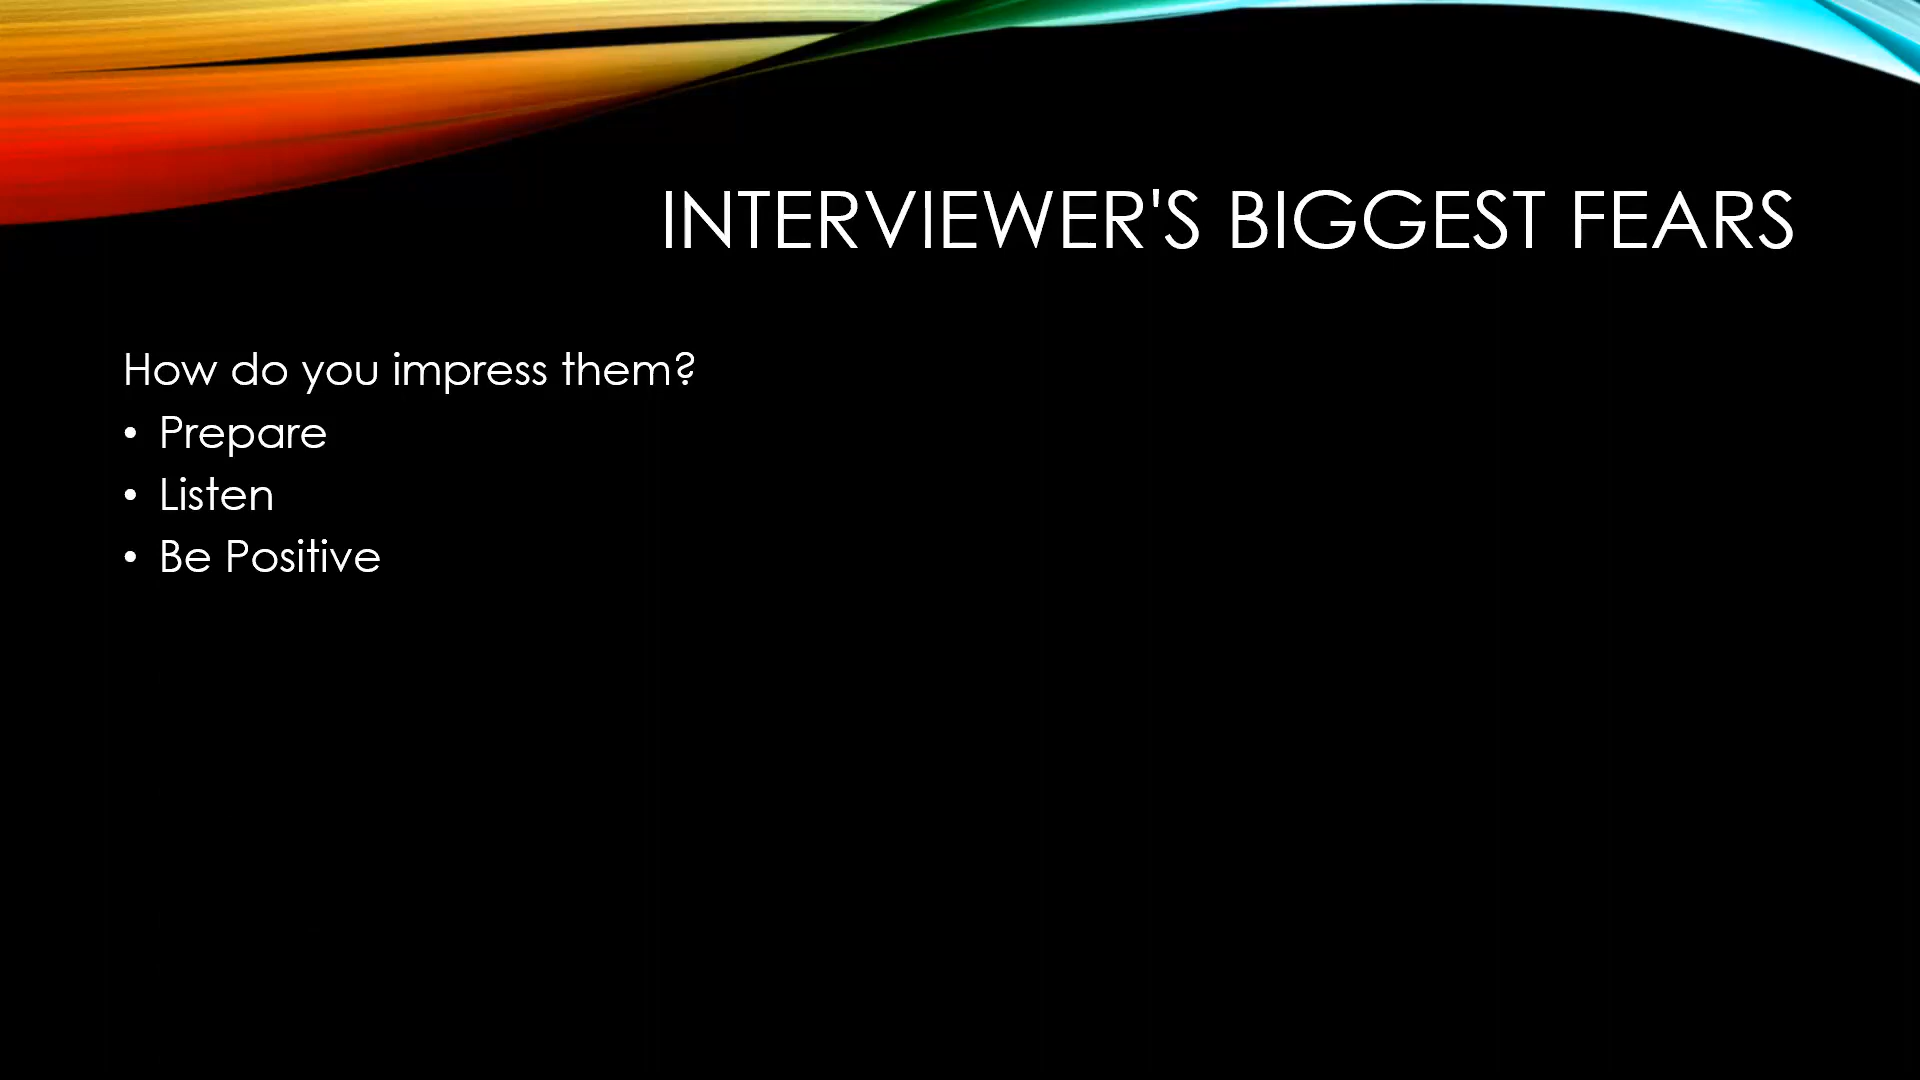 INTERVIEWER'S BIGGEST FEARS
How do you impress them?
• Prepare
• Listen
• Be Positive